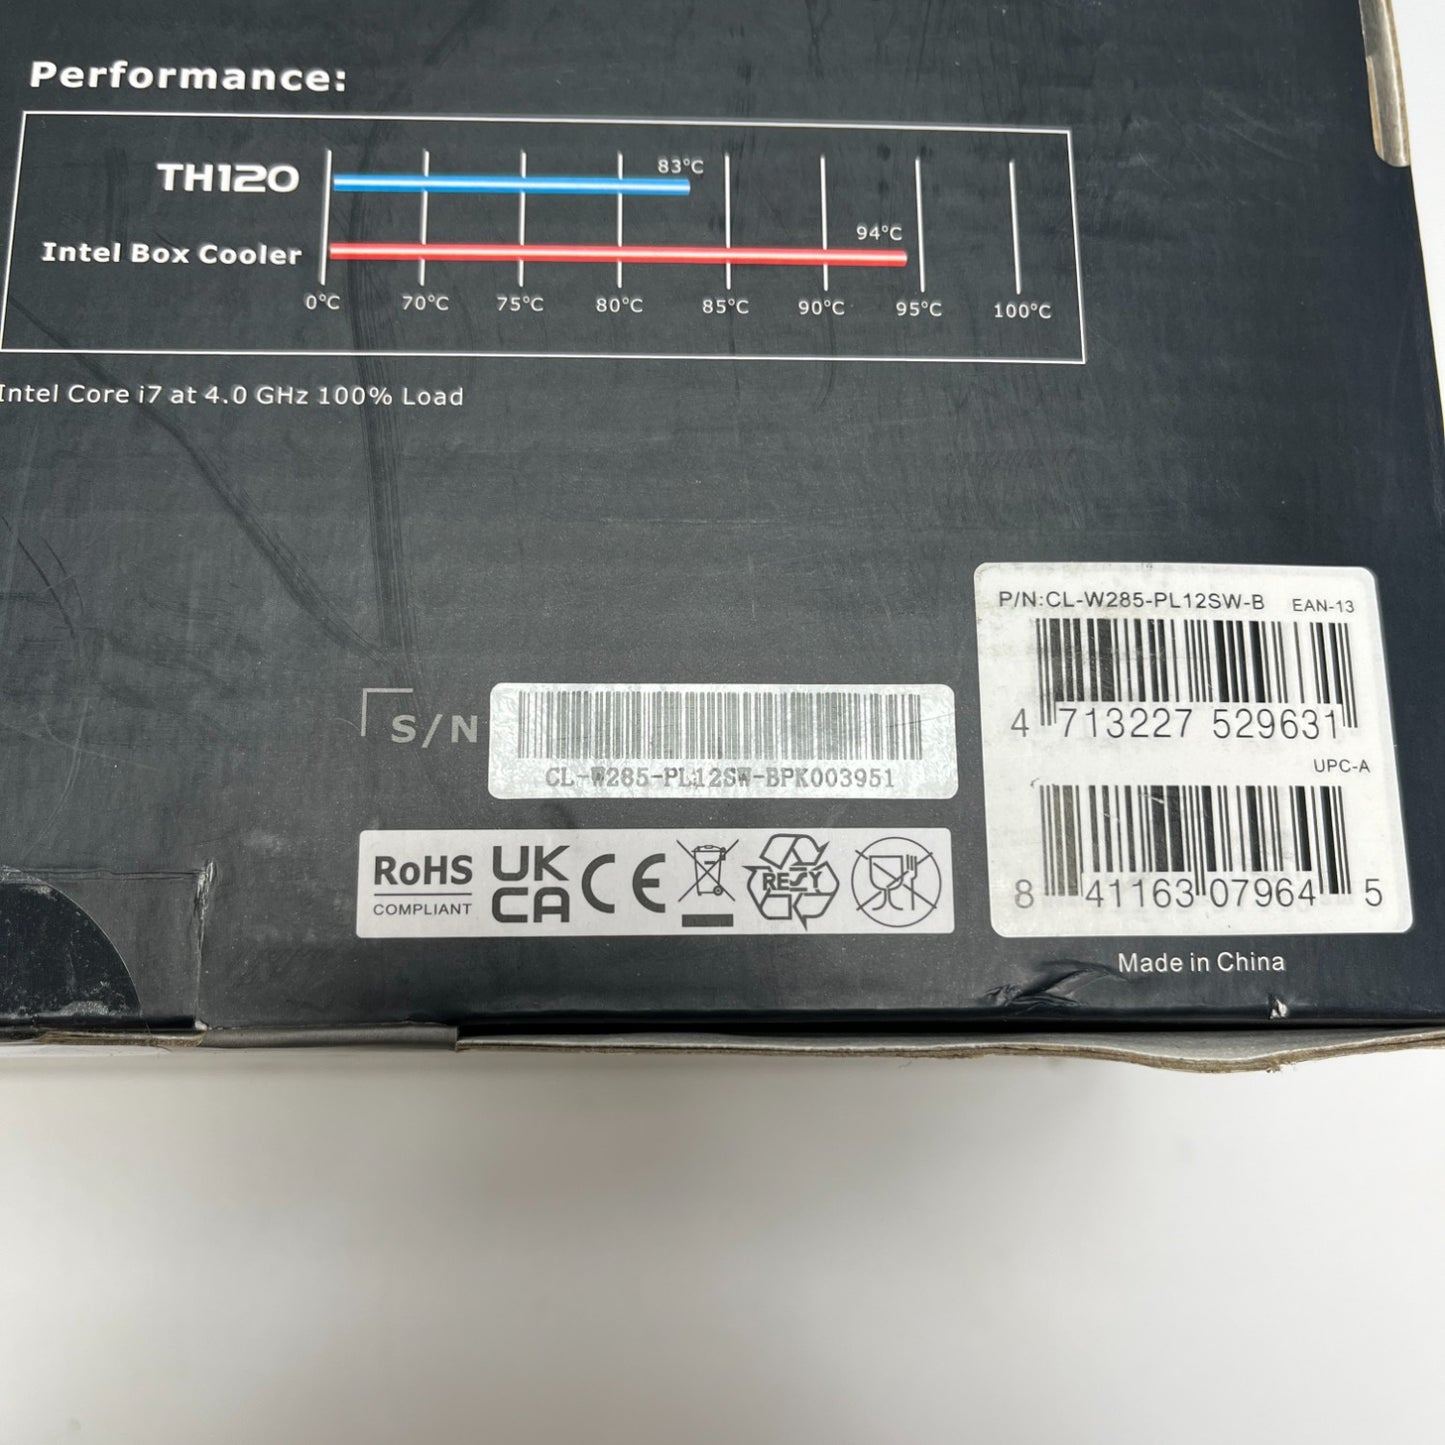 Performance:
TH120
83°C
Intel Box Cooler
94°C
0°C 70°C 75°C 80°C 85°C 90°C 95°C 100°C
Intel Core i7 at 4.0 GHz 100% Load
P/N:CL-W285-PL12SW-B EAN-13
4 713227 529631
UPC-A
8 41163 07964 5
S/N
CL-W285-PL12SW-BPK003951
RoHS
COMPLIANT
UK
CA
CE
RESY
Made in China